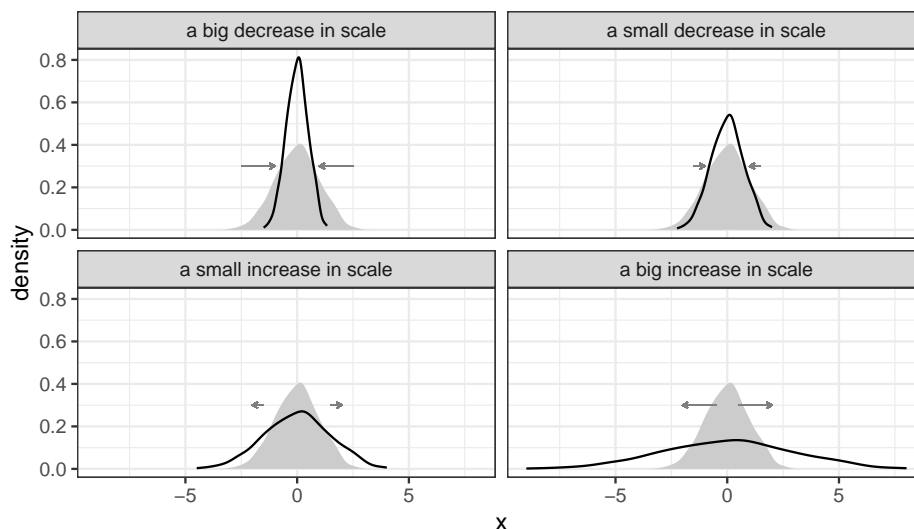 a big decrease in scale
a small decrease in scale
0.8
0.6
0.4
0.2
0.0
a small increase in scale
a big increase in scale
0.8
0.6
0.4
0.2
0.0
density
−5
0
5
−5
0
5
x